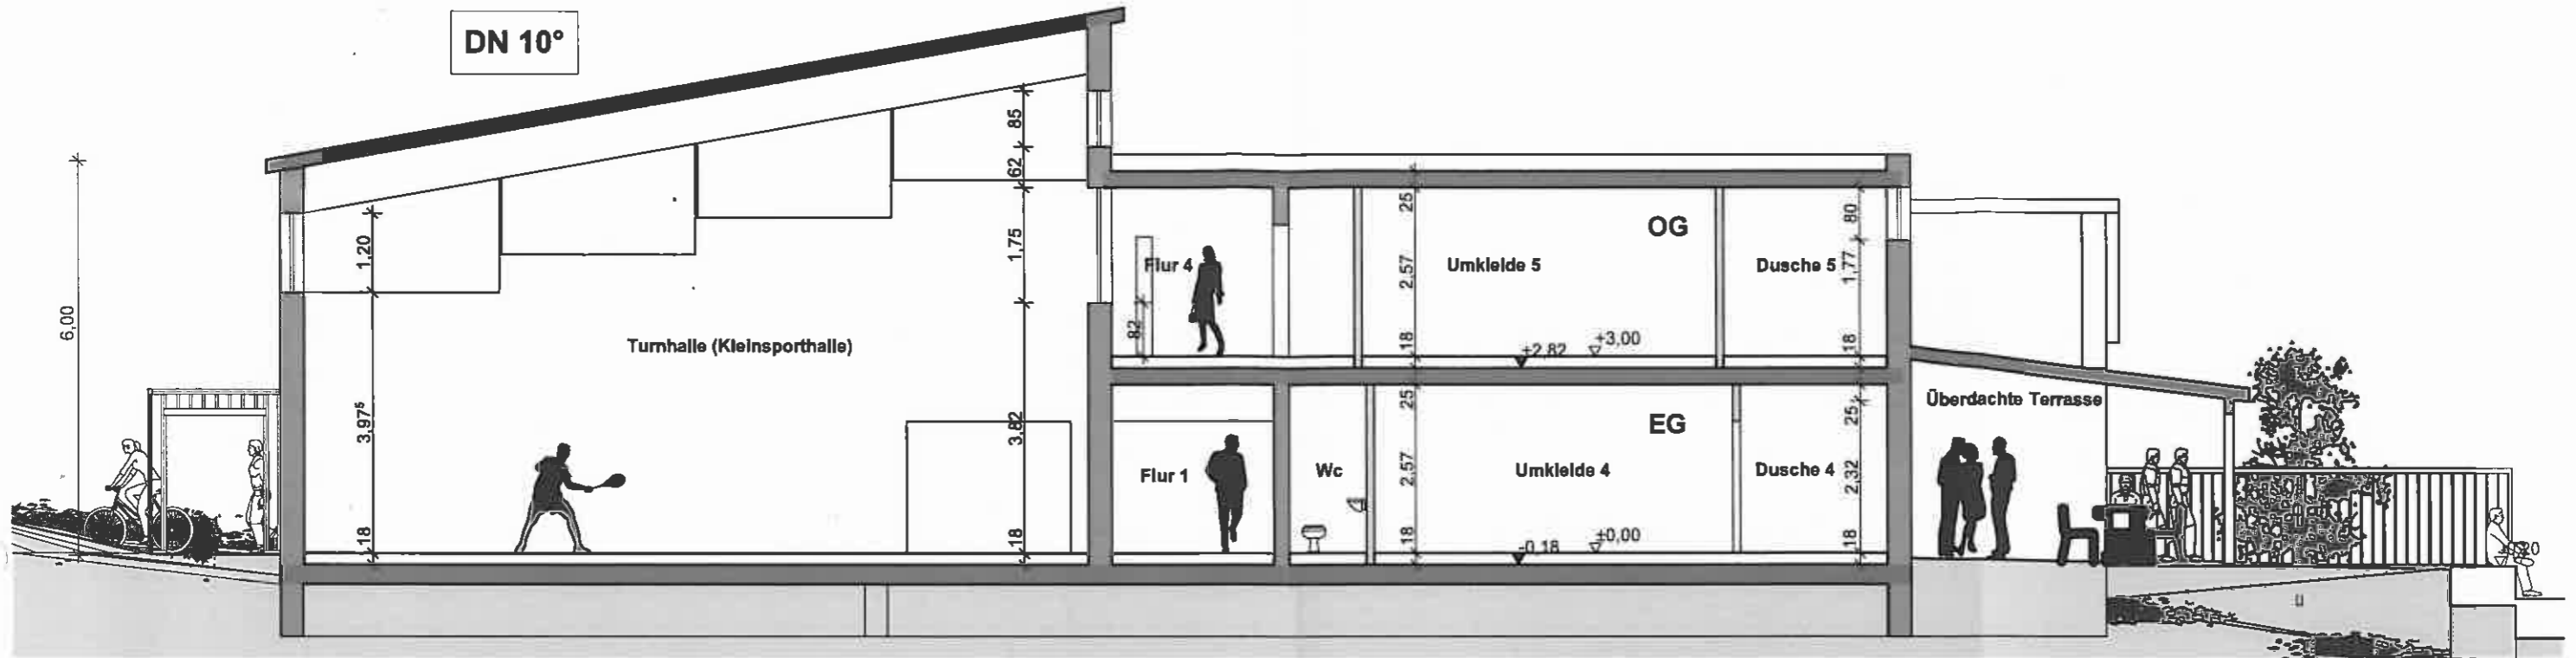 DN 10°
85
62
1,75
3,82
18
1,20
3,97⁵
18
6,00
Turnhalle (Kleinsporthalle)
Flur 4
82
25
2,57
18
Umkleide 5
OG
Dusche 5
80
1,77
18
+2,82
+3,00
Flur 1
Wc
25
2,57
18
Umkleide 4
EG
Dusche 4
25
2,32
18
-0,18
±0,00
Überdachte Terrasse